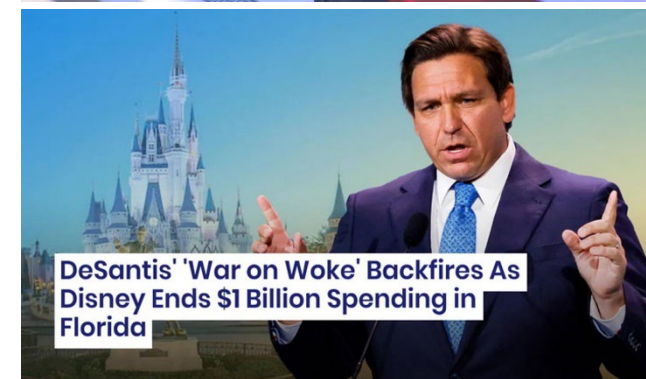 DeSantis' 'War on Woke' Backfires As
Disney Ends $1 Billion Spending in
Florida